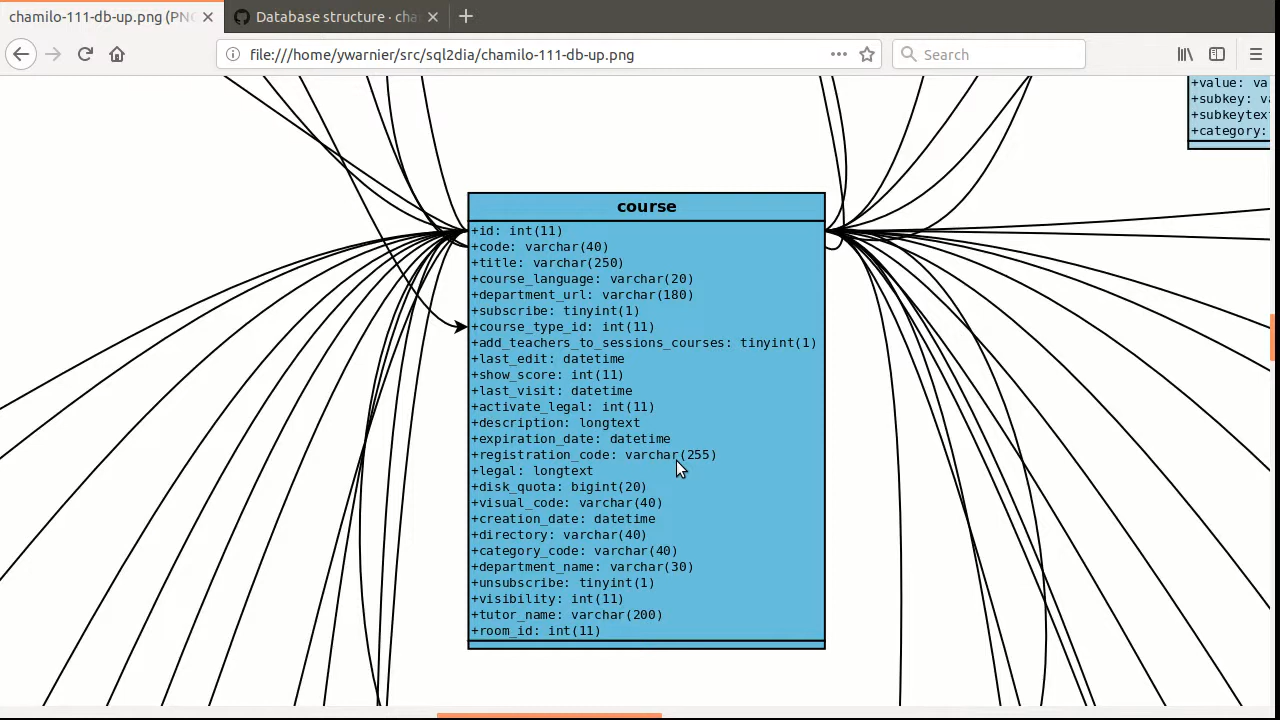 chamilo-111-db-up.png (PN
Database structure · cha
file:///home/ywarnier/src/sql2dia/chamilo-111-db-up.png
Search
+value: va
+subkey: va
+subkeytext
+category:
course
+id: int(11)
+code: varchar(40)
+title: varchar(250)
+course_language: varchar(20)
+department_url: varchar(180)
+subscribe: tinyint(1)
+course_type_id: int(11)
+add_teachers_to_sessions_courses: tinyint(1)
+last_edit: datetime
+show_score: int(11)
+last_visit: datetime
+activate_legal: int(11)
+description: longtext
+expiration_date: datetime
+registration_code: varchar(255)
+legal: longtext
+disk_quota: bigint(20)
+visual_code: varchar(40)
+creation_date: datetime
+directory: varchar(40)
+category_code: varchar(40)
+department_name: varchar(30)
+unsubscribe: tinyint(1)
+visibility: int(11)
+tutor_name: varchar(200)
+room_id: int(11)